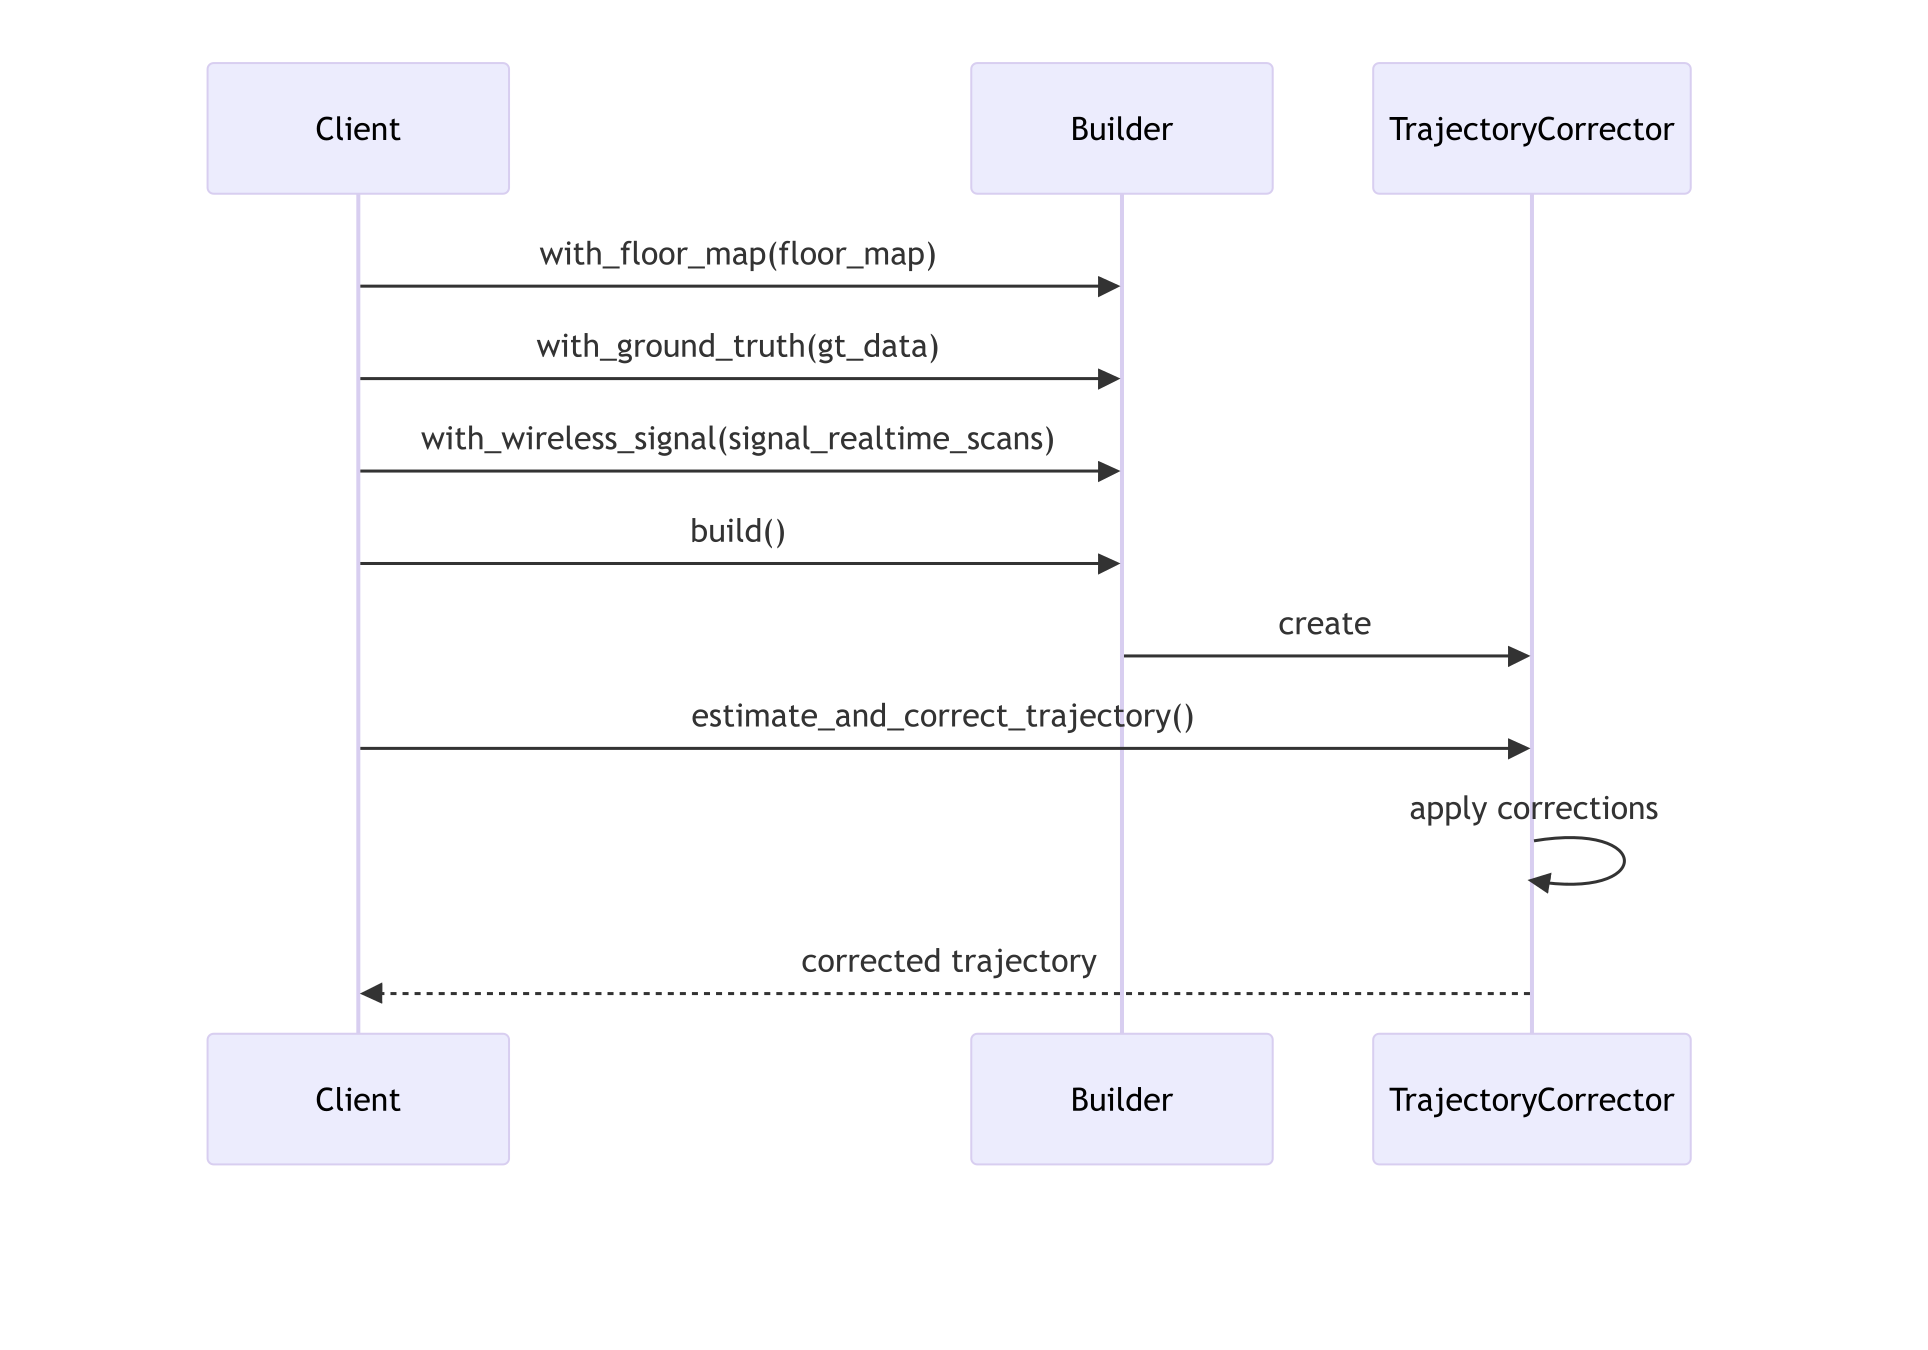 Client
Builder
TrajectoryCorrector
with_floor_map(floor_map)
with_ground_truth(gt_data)
with_wireless_signal(signal_realtime_scans)
build()
create
estimate_and_correct_trajectory()
apply corrections
corrected trajectory
Client
Builder
TrajectoryCorrector